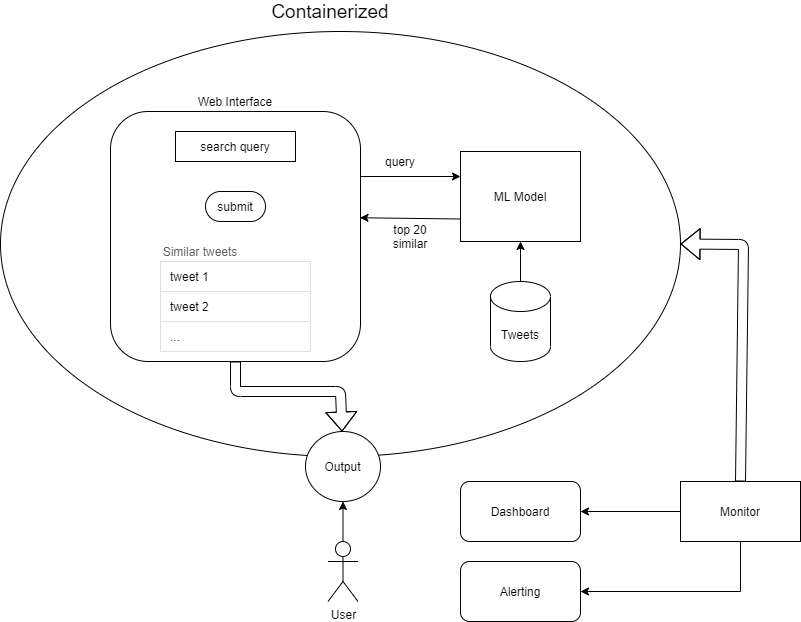 Containerized
Web Interface
search query
submit
Similar tweets
tweet 1
tweet 2
...
query
top 20
similar
ML Model
Tweets
Output
User
Dashboard
Monitor
Alerting